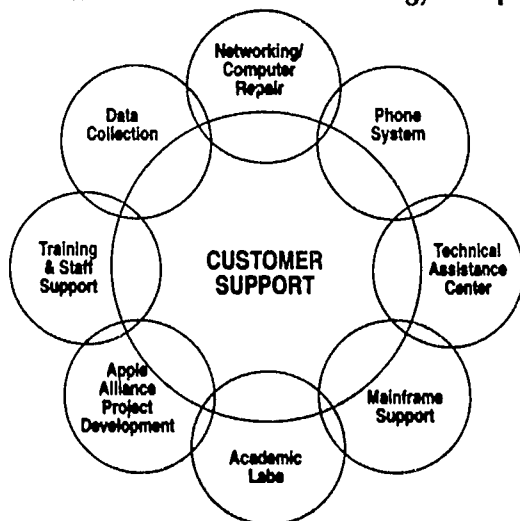 Networking/
Computer
Repair
Phone
System
Technical
Assistance
Center
Mainframe
Support
Academic
Labs
Apple
Alliance
Project
Development
Training
& Staff
Support
Data
Collection
CUSTOMER
SUPPORT